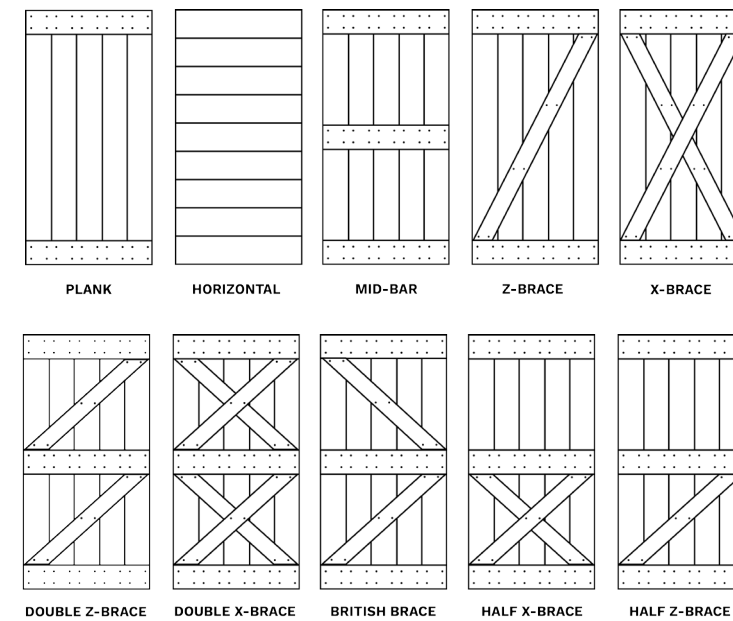 PLANK
HORIZONTAL
MID-BAR
Z-BRACE
X-BRACE
DOUBLE Z-BRACE
DOUBLE X-BRACE
BRITISH BRACE
HALF X-BRACE
HALF Z-BRACE